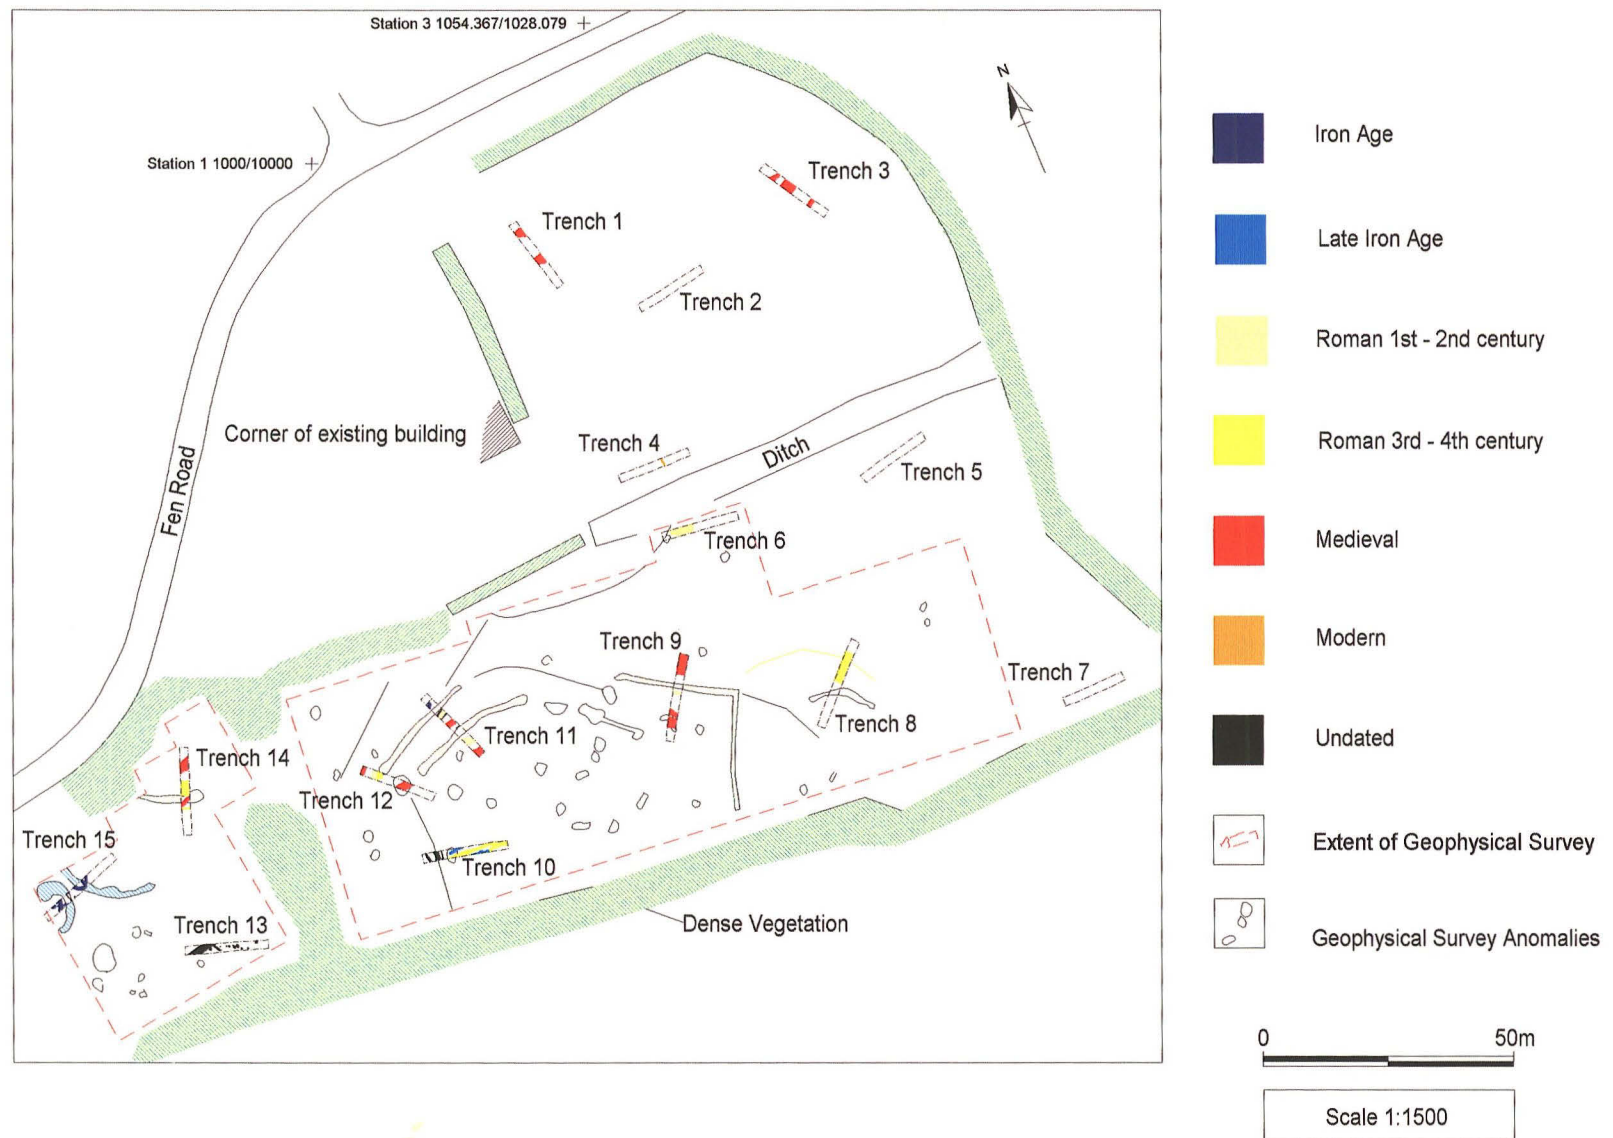 Station 3 1054.367/1028.079
N
Station 1 1000/10000
Trench 3
Trench 1
Trench 2
Corner of existing building
Trench 4
Ditch
Trench 5
Fen Road
Trench 6
Trench 9
Trench 7
Trench 8
Trench 11
Trench 14
Trench 12
Trench 15
Trench 10
Trench 13
Dense Vegetation
Iron Age
Late Iron Age
Roman 1st - 2nd century
Roman 3rd - 4th century
Medieval
Modern
Undated
Extent of Geophysical Survey
Geophysical Survey Anomalies
0 50m
Scale 1:1500